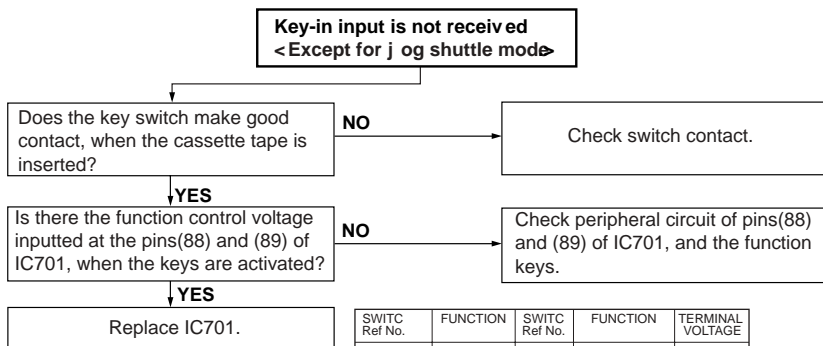 Key-in input is not received
<Except for j og shuttle mode>
Does the key switch make good
contact, when the cassette tape is
inserted?
NO
Check switch contact.
YES
Is there the function control voltage
inputted at the pins(88) and (89) of
IC701, when the keys are activated?
NO
Check peripheral circuit of pins(88)
and (89) of IC701, and the function
keys.
YES
Replace IC701.
SWITC
Ref No.
FUNCTION
SWITC
Ref No.
FUNCTION
TERMINAL
VOLTAGE